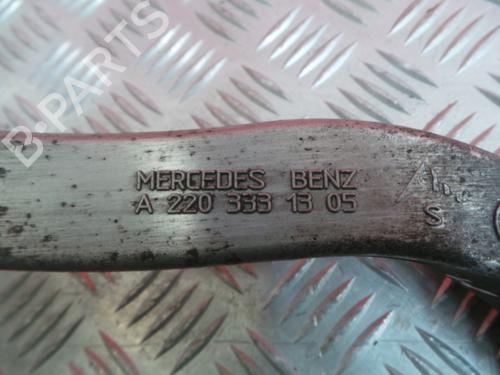 B-PARTS
MERCEDES BENZ
A 220 333 13 05
S